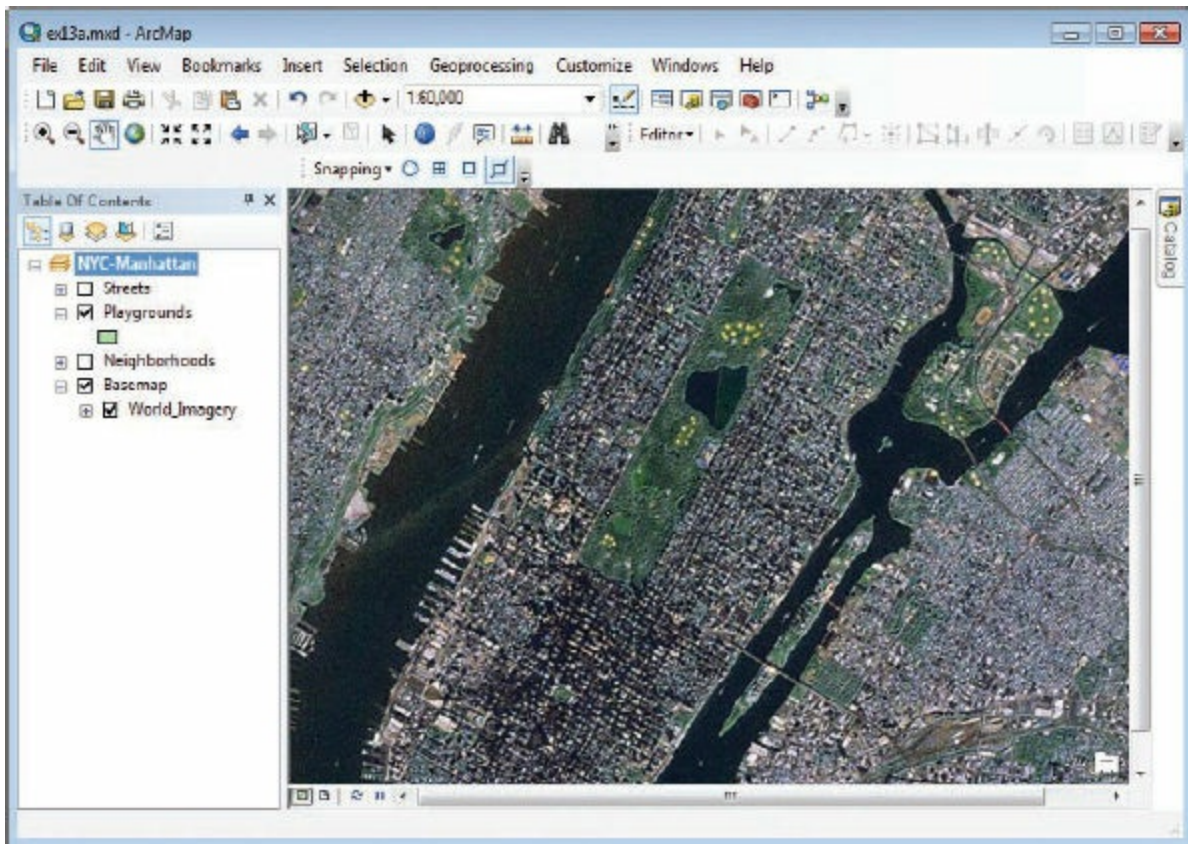 ex13a.mxd - ArcMap
File Edit View Bookmarks Insert Selection Geoprocessing Customize Windows Help
1:60,000
Editor
Snapping
Table Of Contents
NYC-Manhattan
Streets
Playgrounds
Neighborhoods
Basemap
World_Imagery
Catalog